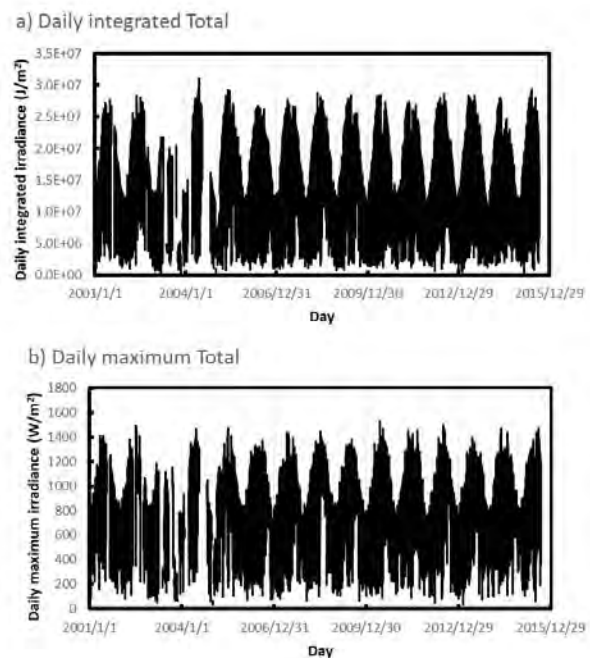 a) Daily integrated Total
3.5E+07
3.0E+07
2.5E+07
2.0E+07
1.5E+07
1.0E+07
5.0E+06
0.0E+00
Daily integrated irradiance (J/m²)
2001/1/1 2004/1/1 2006/12/31 2009/12/30 2012/12/29 2015/12/29
Day
b) Daily maximum Total
1800
1600
1400
1200
1000
800
600
400
200
0
Daily maximum irradiance (W/m²)
2001/1/1 2004/1/1 2006/12/31 2009/12/30 2012/12/29 2015/12/29
Day